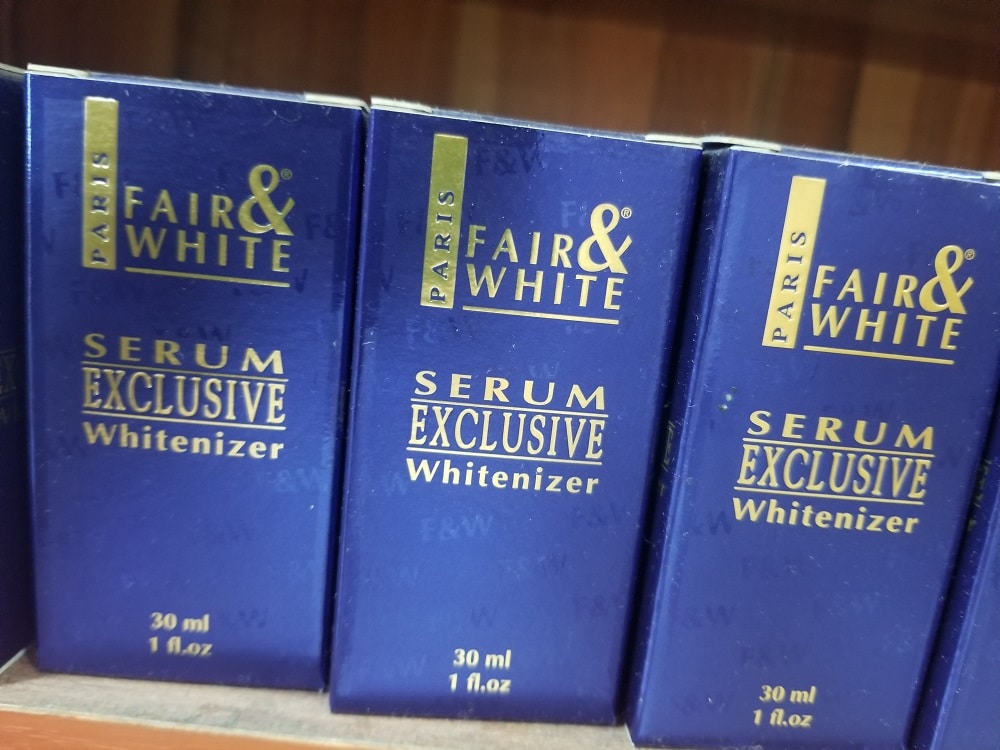 PARIS
FAIR &®
WHITE
SERUM
EXCLUSIVE
Whitenizer
30 ml
1 fl.oz
PARIS
FAIR &®
WHITE
SERUM
EXCLUSIVE
Whitenizer
30 ml
1 fl.oz
PARIS
FAIR &®
WHITE
SERUM
EXCLUSIVE
Whitenizer
30 ml
1 fl.oz